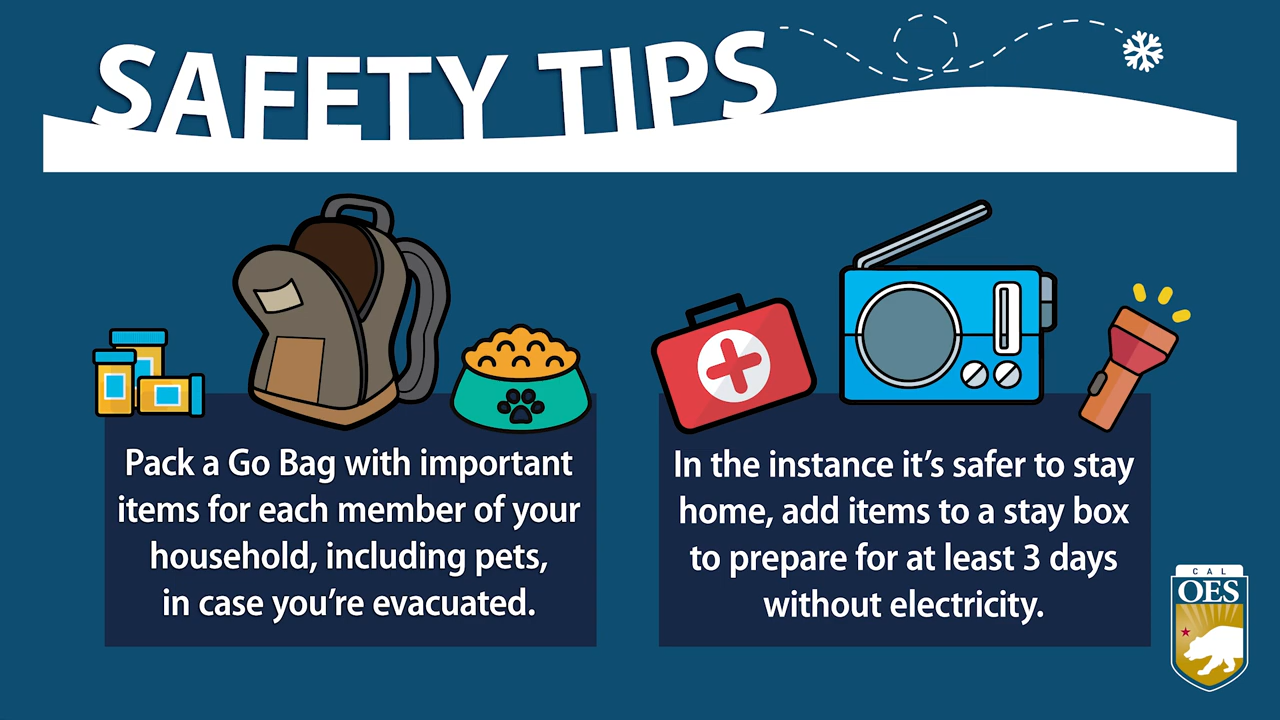 SAFETY TIPS
Pack a Go Bag with important
items for each member of your
household, including pets,
in case you’re evacuated.
In the instance it’s safer to stay
home, add items to a stay box
to prepare for at least 3 days
without electricity.
CAL
OES